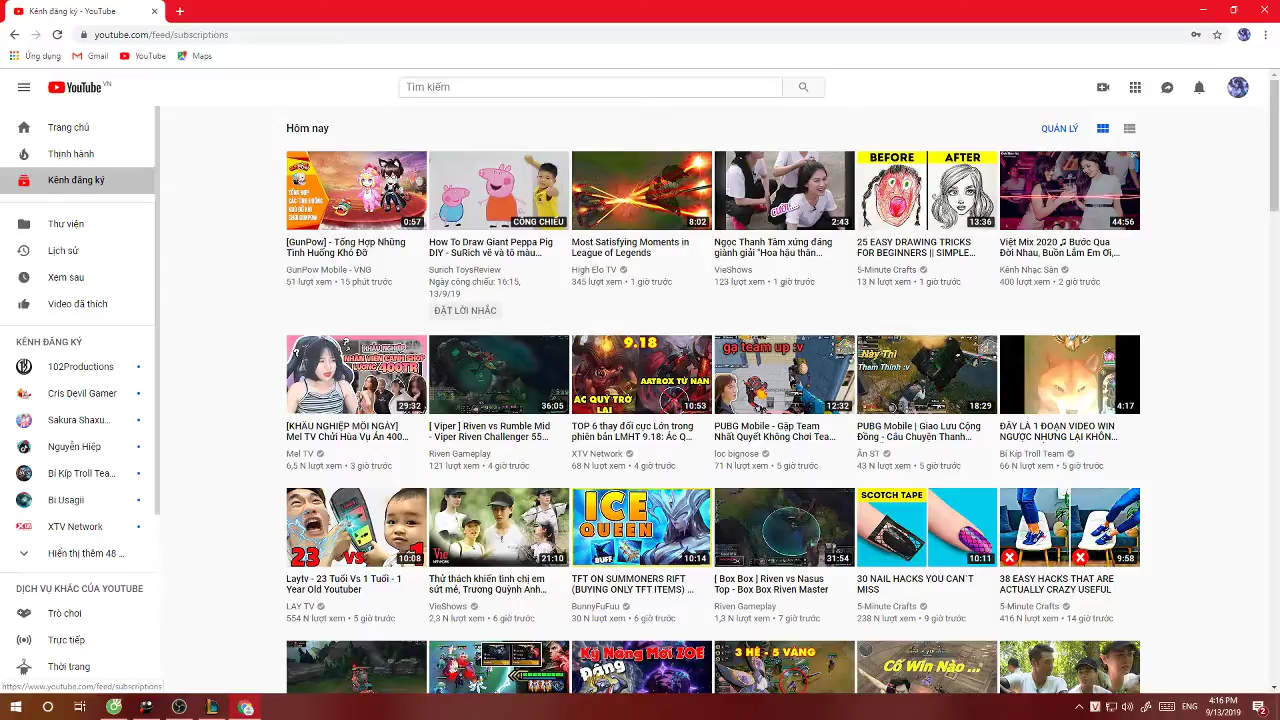 Kênh đăng ký - YouTube
youtube.com/feed/subscriptions
Ứng dụng
Gmail
YouTube
Maps
YouTube VN
Tìm kiếm
Trang chủ
Thịnh hành
Kênh đăng ký
Thư viện
Lịch sử
Xem sau
Video đã thích
KÊNH ĐĂNG KÝ
102Productions
Cris Devil Gamer
Sakura Shaxu...
Nguyễn Hiệp
Bí Kíp Troll Tea...
Bi Usagii
XTV Network
Hiển thị thêm 48 ...
DỊCH VỤ KHÁC CỦA YOUTUBE
Trò chơi
Trực tiếp
Thời trang
https://www.youtube.com/feed/subscriptions
Hôm nay
QUẢN LÝ
0:57
CÔNG CHIẾU
8:02
2:43
BEFORE
AFTER
13:36
44:56
[GunPow] - Tổng Hợp Những
Tình Huống Khó Đỡ
GunPow Mobile - VNG
51 lượt xem • 15 phút trước
How To Draw Giant Peppa Pig
DIY - SuRich vẽ và tô màu...
Surich ToysReview
Ngày công chiếu: 16:15,
13/9/19
ĐẶT LỜI NHẮC
Most Satisfying Moments in
League of Legends
High Elo TV
345 lượt xem • 1 giờ trước
Ngọc Thanh Tâm xứng đáng
giành giải "Hoa hậu thân...
VieShows
123 lượt xem • 1 giờ trước
25 EASY DRAWING TRICKS
FOR BEGINNERS || SIMPLE...
5-Minute Crafts
13 N lượt xem • 1 giờ trước
Việt Mix 2020 ♫ Bước Qua
Đời Nhau, Buồn Lắm Em Ơi,...
Kênh Nhạc Sàn
400 lượt xem • 2 giờ trước
29:32
36:05
9.18
AATROX TỬ NẠN
ÁC QUỶ TRỞ
LẠI
10:53
ga team up :v
12:32
Này Thì
Tham Thính :v
18:29
4:17
[KHẨU NGHIỆP MỖI NGÀY]
Mel TV Chửi Hùa Vụ Án 400...
Mel TV
6,5 N lượt xem • 3 giờ trước
[ Viper ] Riven vs Rumble Mid
- Viper Riven Challenger 55...
Riven Gameplay
121 lượt xem • 4 giờ trước
TOP 6 thay đổi cực Lớn trong
phiên bản LMHT 9.18: Ác Q...
XTV Network
68 N lượt xem • 4 giờ trước
PUBG Mobile - Gặp Team
Nhất Quyết Không Chơi Tea...
loc bignose
71 N lượt xem • 5 giờ trước
PUBG Mobile | Giao Lưu Cộng
Đồng - Câu Chuyện Thanh...
Ăn ST
43 N lượt xem • 5 giờ trước
ĐÂY LÀ 1 ĐOẠN VIDEO WIN
NGƯỢC NHƯNG LẠI KHÔN...
Bí Kíp Troll Team
66 N lượt xem • 5 giờ trước
23 vs 1
10:08
21:10
ICE
QUEEN
BUFF
10:14
31:54
SCOTCH TAPE
10:11
9:58
Laytv - 23 Tuổi Vs 1 Tuổi - 1
Year Old Youtuber
LAY TV
554 N lượt xem • 5 giờ trước
Thử thách khiến tình chị em
sứt mẻ, Trương Quỳnh Anh...
VieShows
2,3 N lượt xem • 6 giờ trước
TFT ON SUMMONERS RIFT
(BUYING ONLY TFT ITEMS) ...
BunnyFuFuu
30 N lượt xem • 6 giờ trước
[ Box Box ] Riven vs Nasus
Top - Box Box Riven Master
Riven Gameplay
1,3 N lượt xem • 7 giờ trước
30 NAIL HACKS YOU CAN`T
MISS
5-Minute Crafts
238 N lượt xem • 9 giờ trước
38 EASY HACKS THAT ARE
ACTUALLY CRAZY USEFUL
5-Minute Crafts
416 N lượt xem • 14 giờ trước
Kỹ Năng Mới ZOE
Đang
3 HỆ - 5 VÀNG
Có Win Nào ...
ENG
4:16 PM
9/13/2019
2